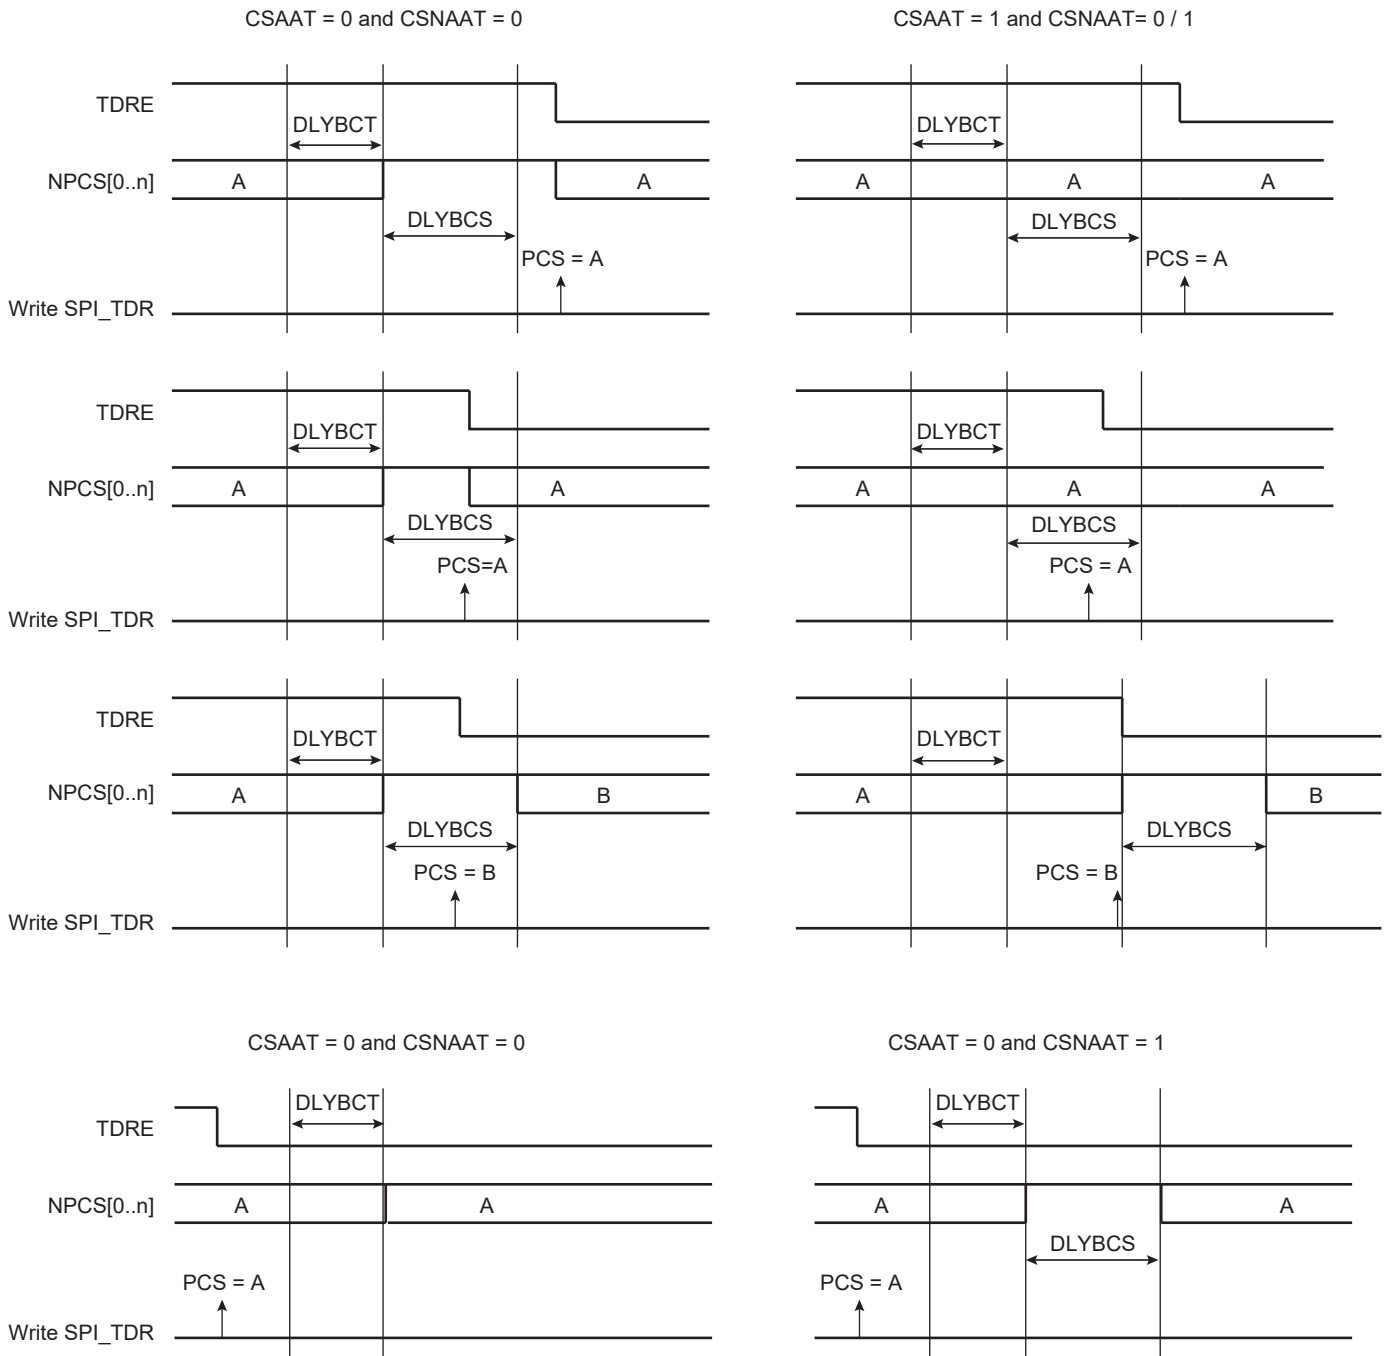 CSAAT = 0 and CSNAAT = 0
CSAAT = 1 and CSNAAT= 0 / 1
TDRE
DLYBCT
DLYBCT
NPCS[0..n]
A
A
A
A
A
DLYBCS
DLYBCS
PCS = A
PCS = A
Write SPI_TDR
TDRE
DLYBCT
DLYBCT
NPCS[0..n]
A
A
A
A
A
DLYBCS
DLYBCS
PCS=A
PCS = A
Write SPI_TDR
TDRE
DLYBCT
DLYBCT
NPCS[0..n]
A
B
A
B
DLYBCS
DLYBCS
PCS = B
PCS = B
Write SPI_TDR
CSAAT = 0 and CSNAAT = 0
CSAAT = 0 and CSNAAT = 1
DLYBCT
DLYBCT
TDRE
NPCS[0..n]
A
A
A
A
DLYBCS
PCS = A
PCS = A
Write SPI_TDR